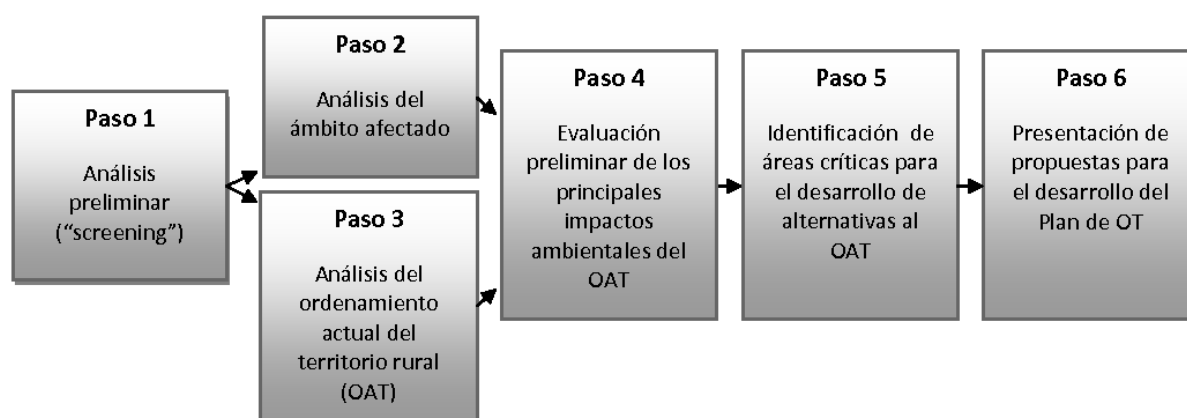 Paso 1
Análisis
preliminar
(“screening”)
Paso 2
Análisis del
ámbito afectado
Paso 3
Análisis del
ordenamiento
actual del
territorio rural
(OAT)
Paso 4
Evaluación
preliminar de los
principales
impactos
ambientales del
OAT
Paso 5
Identificación de
áreas críticas para
el desarrollo de
alternativas al
OAT
Paso 6
Presentación de
propuestas para
el desarrollo del
Plan de OT